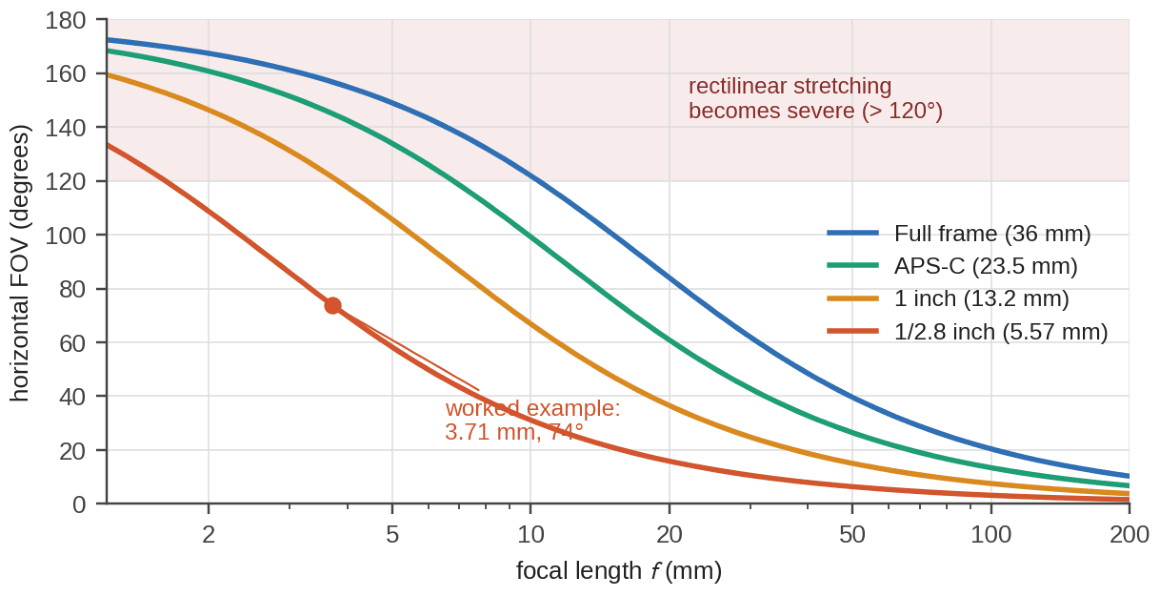 180
160
140
120
100
80
60
40
20
0
horizontal FOV (degrees)
rectilinear stretching
becomes severe (> 120°)
Full frame (36 mm)
APS-C (23.5 mm)
1 inch (13.2 mm)
1/2.8 inch (5.57 mm)
worked example:
3.71 mm, 74°
2
5
10
20
50
100
200
focal length f (mm)